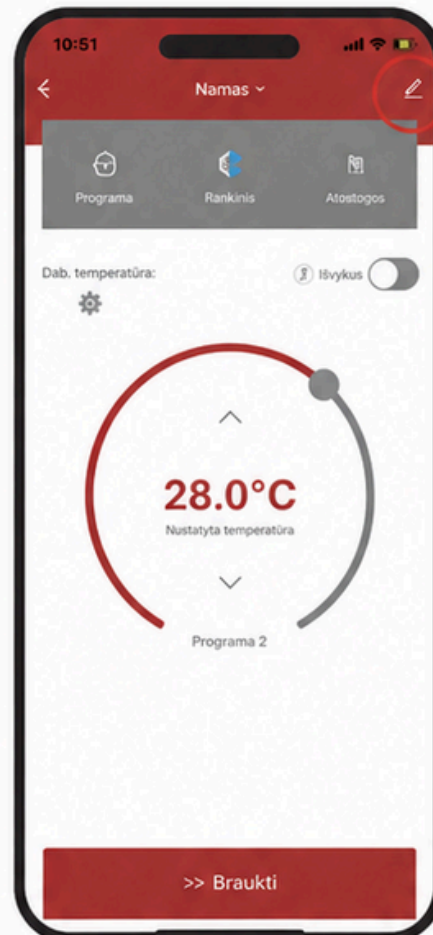 10:51
Namas
Programa Rankinis Atostogos
Dab. temperatūra: Išvykus
28.0°C
Nustatyta temperatūra
Programa 2
>> Braukti